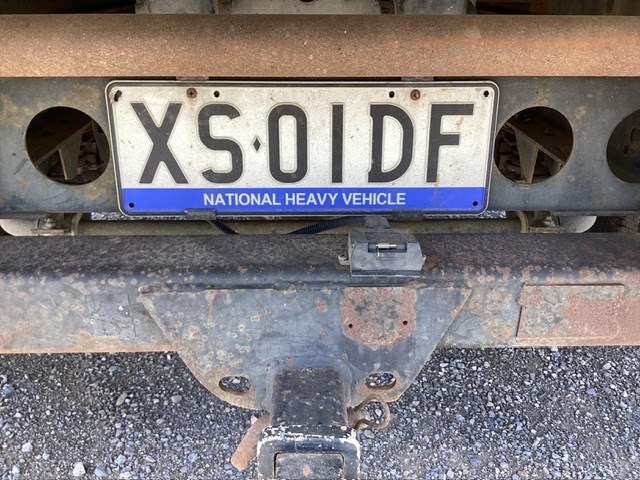 XS♦01DF
NATIONAL HEAVY VEHICLE